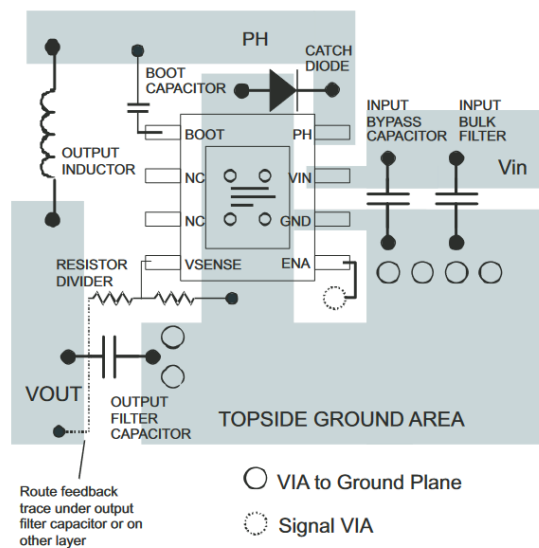 PH
CATCH
DIODE
BOOT
CAPACITOR
INPUT
BYPASS
CAPACITOR
INPUT
BULK
FILTER
OUTPUT
INDUCTOR
BOOT
PH
NC
VIN
Vin
NC
GND
VSENSE
ENA
RESISTOR
DIVIDER
VOUT
OUTPUT
FILTER
CAPACITOR
TOPSIDE GROUND AREA
Route feedback
trace under output
filter capacitor or on
other layer
VIA to Ground Plane
Signal VIA